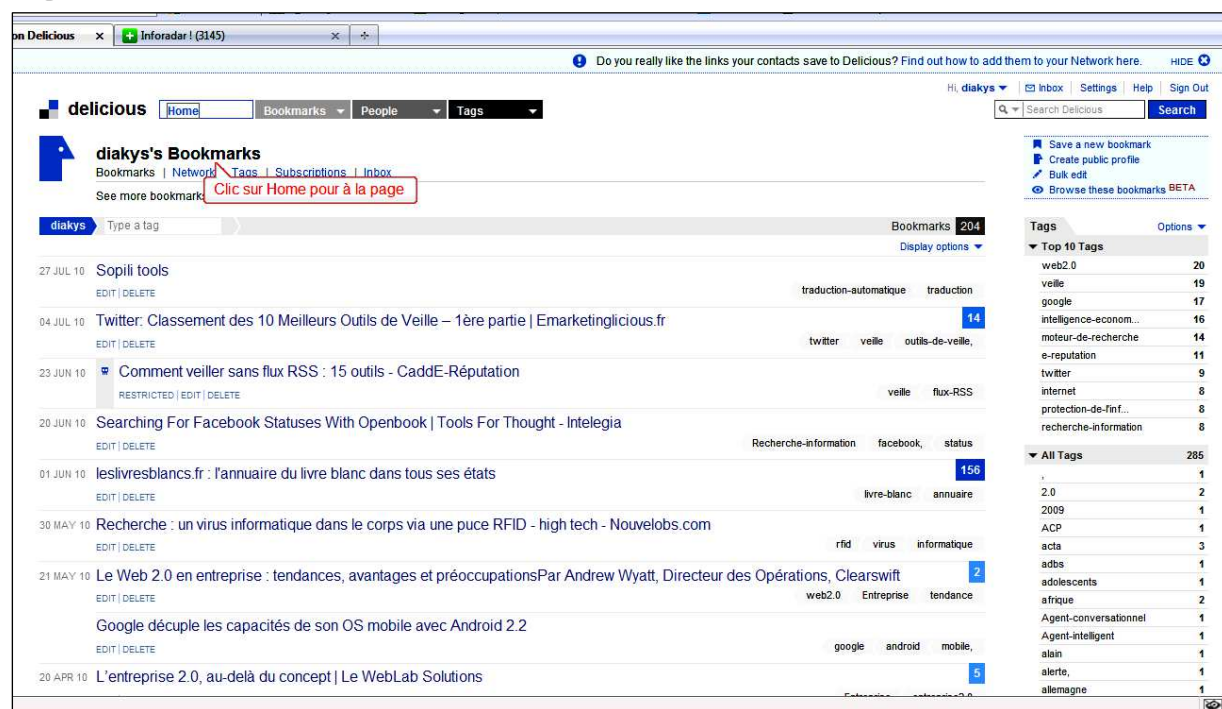 on Delicious x Inforadar ! (3145) x
Do you really like the links your contacts save to Delicious? Find out how to add them to your Network here. HIDE
Hi, diakys Inbox Settings Help Sign Out
delicious Home Bookmarks People Tags Search Delicious Search
diakys's Bookmarks
Bookmarks | Network Tags | Subscriptions | Inbox
Clic sur Home pour à la page
See more bookmarks
Save a new bookmark
Create public profile
Bulk edit
Browse these bookmarks BETA
diakys Type a tag Bookmarks 204
Display options
27 JUL 10 Sopili tools
EDIT | DELETE traduction-automatique traduction
04 JUL 10 Twitter: Classement des 10 Meilleurs Outils de Veille – 1ère partie | Emarketinglicious.fr 14
EDIT | DELETE twitter veille outils-de-veille,
23 JUN 10 Comment veiller sans flux RSS : 15 outils - CaddE-Réputation
RESTRICTED | EDIT | DELETE veille flux-RSS
20 JUN 10 Searching For Facebook Statuses With Openbook | Tools For Thought - Intelegia
EDIT | DELETE Recherche-information facebook, status
01 JUN 10 leslivresblancs.fr : l'annuaire du livre blanc dans tous ses états 156
EDIT | DELETE livre-blanc annuaire
30 MAY 10 Recherche : un virus informatique dans le corps via une puce RFID - high tech - Nouvelobs.com
EDIT | DELETE rfid virus informatique
21 MAY 10 Le Web 2.0 en entreprise : tendances, avantages et préoccupationsPar Andrew Wyatt, Directeur des Opérations, Clearswift 2
EDIT | DELETE web2.0 Entreprise tendance
Google décuple les capacités de son OS mobile avec Android 2.2
EDIT | DELETE google android mobile,
20 APR 10 L'entreprise 2.0, au-delà du concept | Le WebLab Solutions 5
Tags Options
Top 10 Tags
web2.0 20
veille 19
google 17
intelligence-econom... 16
moteur-de-recherche 14
e-reputation 11
twitter 9
internet 8
protection-de-l'inf... 8
recherche-information 8
All Tags 285
, 1
2.0 2
2009 1
ACP 1
acta 3
adbs 1
adolescents 1
afrique 2
Agent-conversationnel 1
Agent-intelligent 1
alain 1
alerte, 1
allemagne 1